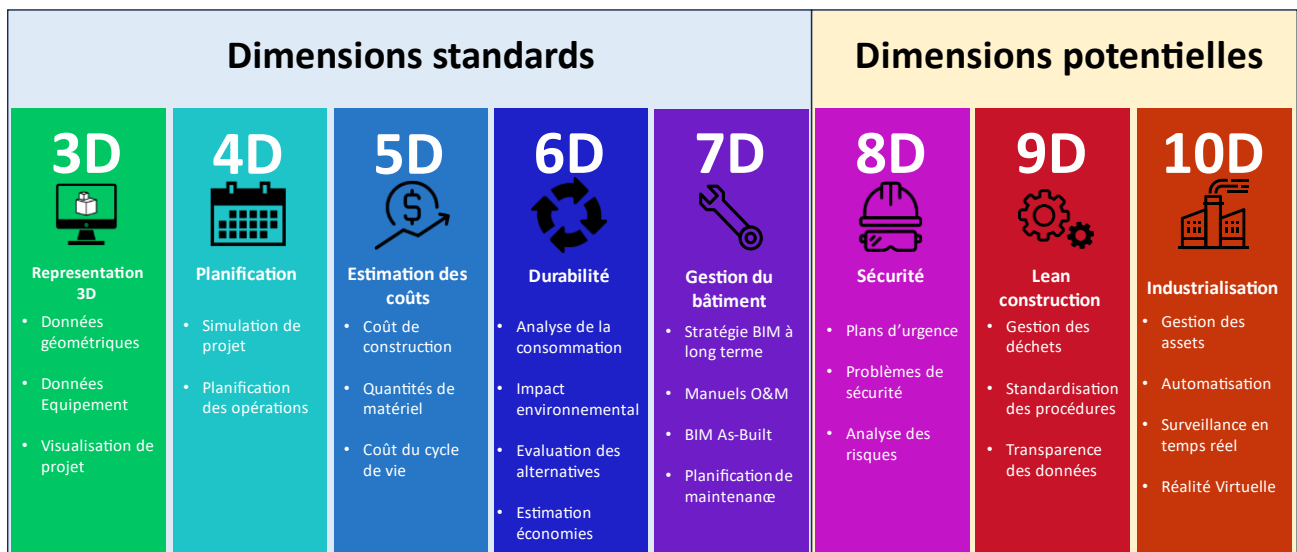 Dimensions standards
Dimensions potentielles
3D
Representation
3D
• Données
géométriques
• Données
Equipement
• Visualisation de
projet
4D
Planification
• Simulation de
projet
• Planification
des opérations
5D
$
Estimation des
coûts
• Coût de
construction
• Quantités de
matériel
• Coût du cycle
de vie
6D
Durabilité
• Analyse de la
consommation
• Impact
environnemental
• Evaluation des
alternatives
• Estimation
économies
7D
Gestion du
bâtiment
• Stratégie BIM à
long terme
• Manuels O&M
• BIM As-Built
• Planification de
maintenance
8D
Sécurité
• Plans d’urgence
• Problèmes de
sécurité
• Analyse des
risques
9D
Lean
construction
• Gestion des
déchets
• Standardisation
des procédures
• Transparence
des données
10D
Industrialisation
• Gestion des
assets
• Automatisation
• Surveillance en
temps réel
• Réalité Virtuelle